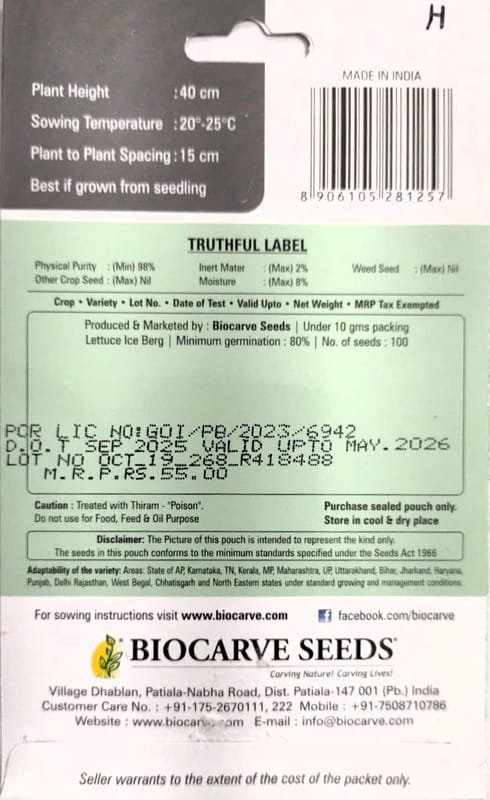 H
Plant Height : 40 cm
Sowing Temperature : 20°-25°C
Plant to Plant Spacing : 15 cm
Best if grown from seedling
MADE IN INDIA
8 906105 281257
TRUTHFUL LABEL
Physical Purity : (Min) 98% Inert Mater : (Max) 2% Weed Seed : (Max) Nil
Other Crop Seed : (Max) Nil Moisture : (Max) 8%
Crop • Variety • Lot No. • Date of Test • Valid Upto • Net Weight • MRP Tax Exempted
Produced & Marketed by : Biocarve Seeds | Under 10 gms packing
Lettuce Ice Berg | Minimum germination : 80% | No. of seeds : 100
PCR LIC NO:GOI/PB/2023/6942
D.O.T SEP 2025 VALID UPTO MAY.2026
LOT NO OCT_19_268_R418488
M.R.P.RS.55.00
Caution : Treated with Thiram - "Poison". Purchase sealed pouch only.
Do not use for Food, Feed & Oil Purpose Store in cool & dry place
Disclaimer: The Picture of this pouch is intended to represent the kind only.
The seeds in this pouch conforms to the minimum standards specified under the Seeds Act 1966
Adaptability of the variety: Areas: State of AP, Karnataka, TN, Kerala, MP, Maharashtra, UP, Uttarakhand, Bihar, Jharkand, Haryana,
Punjab, Delhi Rajasthan, West Begal, Chhatisgarh and North Eastern states under standard growing and management conditions.
For sowing instructions visit www.biocarve.com f facebook.com/biocarve
BIOCARVE SEEDS®
Carving Nature! Carving Lives!
Village Dhablan, Patiala-Nabha Road, Dist. Patiala-147 001 (Pb.) India
Customer Care No. : +91-175-2670111, 222 Mobile : +91-7508710786
Website : www.biocarve.com E-mail : info@biocarve.com
Seller warrants to the extent of the cost of the packet only.